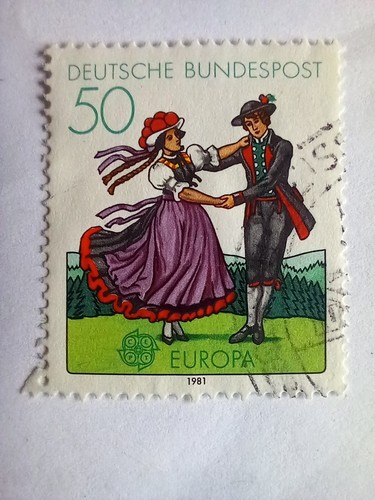 DEUTSCHE BUNDESPOST
50
EUROPA
1981